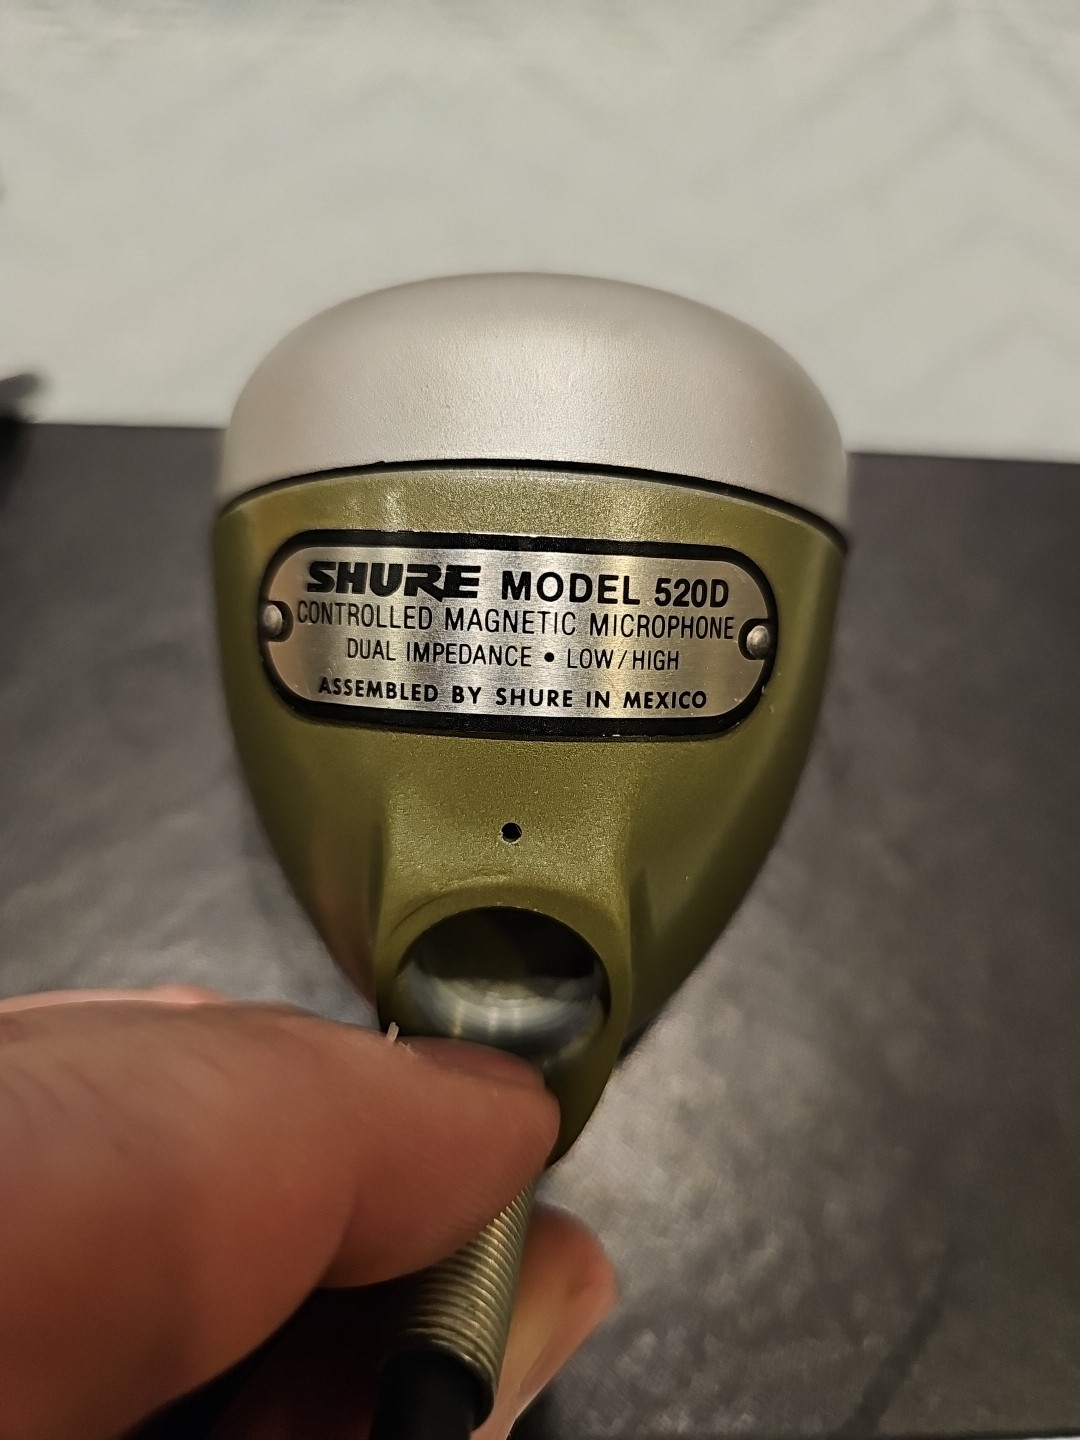 SHURE MODEL 520D
CONTROLLED MAGNETIC MICROPHONE
DUAL IMPEDANCE • LOW/HIGH
ASSEMBLED BY SHURE IN MEXICO